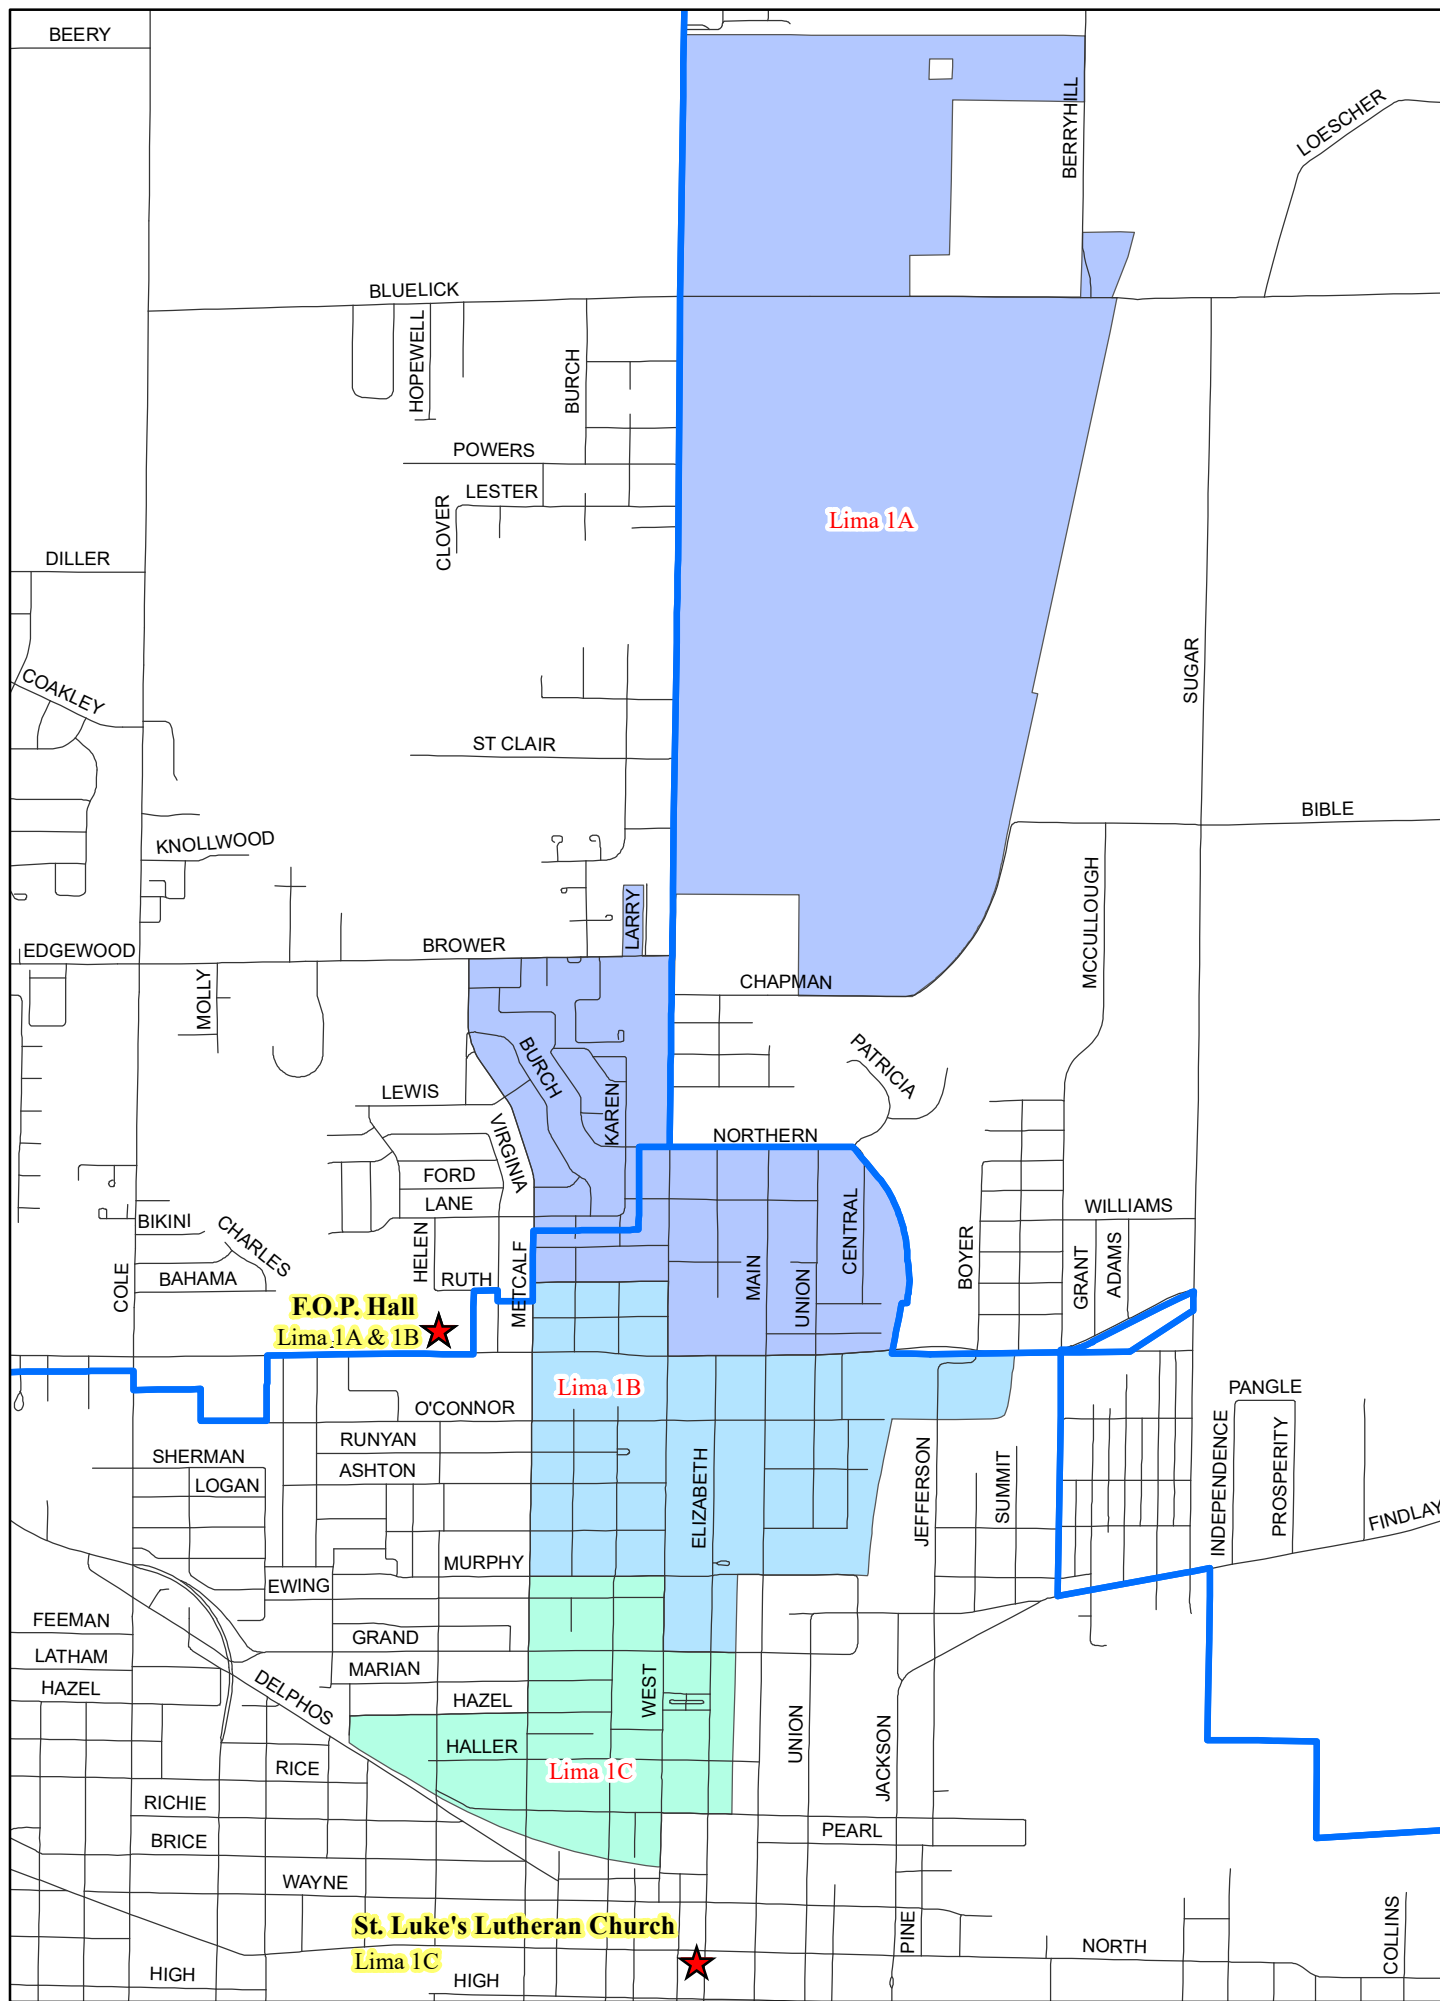 BEERY
BERRYHILL
LOESCHER
BLUELICK
HOPEWELL
BURCH
POWERS
LESTER
CLOVER
Lima 1A
DILLER
COAKLEY
SUGAR
ST CLAIR
BIBLE
KNOLLWOOD
MCCULLOUGH
LARRY
EDGEWOOD
BROWER
MOLLY
CHAPMAN
BURCH
PATRICIA
LEWIS
KAREN
VIRGINIA
NORTHERN
FORD
LANE
CENTRAL
WILLIAMS
BIKINI
CHARLES
HELEN
METCALF
MAIN
UNION
BOYER
GRANT
ADAMS
COLE
BAHAMA
RUTH
F.O.P. Hall
Lima 1A & 1B
Lima 1B
PANGLE
O'CONNOR
RUNYAN
SHERMAN
ASHTON
LOGAN
ELIZABETH
JEFFERSON
SUMMIT
INDEPENDENCE
PROSPERITY
FINDLAY
MURPHY
EWING
FEEMAN
GRAND
LATHAM
MARIAN
HAZEL
DELPHOS
HAZEL
WEST
UNION
JACKSON
HALLER
RICE
Lima 1C
RICHIE
BRICE
PEARL
WAYNE
St. Luke's Lutheran Church
Lima 1C
PINE
NORTH
COLLINS
HIGH
HIGH